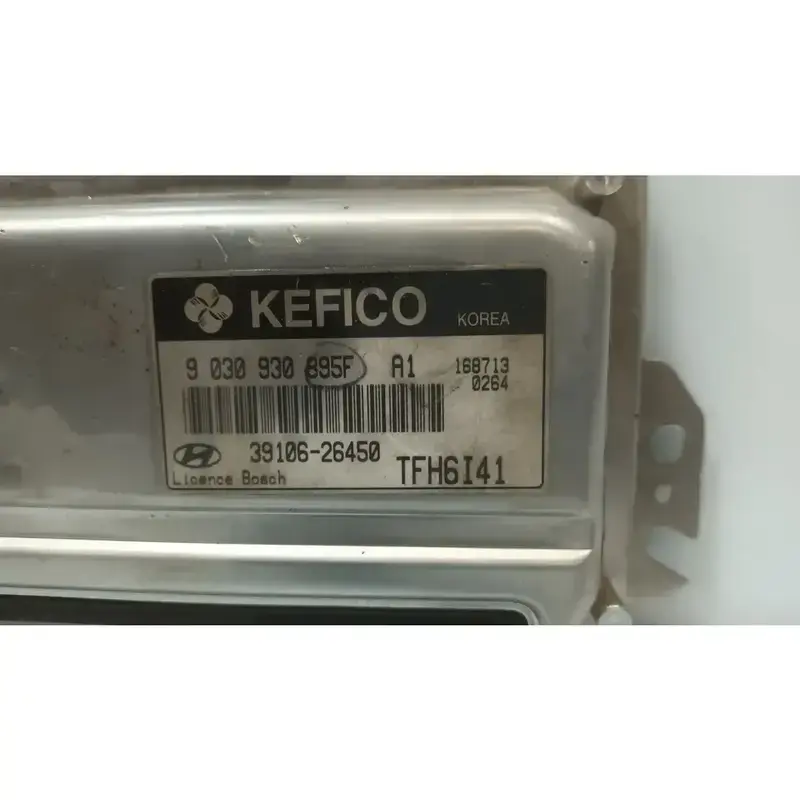 KEFICO KOREA
9 030 930 895F A1 168713
0264
39106-26450
Licence Bosch TFH6I41